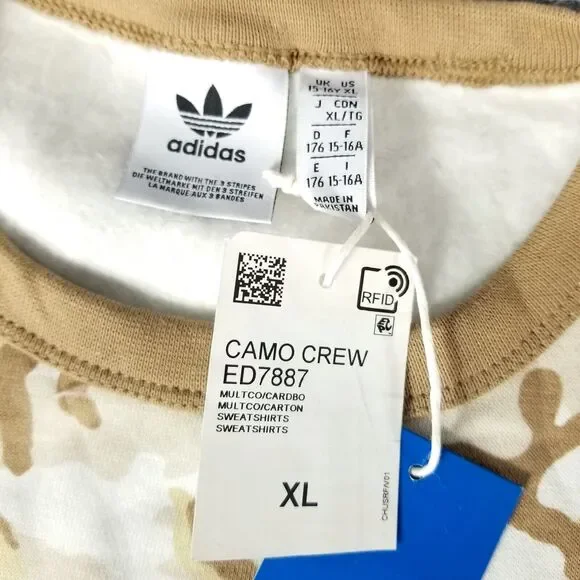 adidas
THE BRAND WITH THE 3 STRIPES
DIE WELTMARKE MIT DEN 3 STREIFEN
LA MARQUE AUX 3 BANDES
UK US
15-16Y XL
J CDN
XL/TG
D F
176 15-16A
E I
176 15-16A
MADE IN
PAKISTAN
RFID
CAMO CREW
ED7887
MULTCO/CARDBO
MULTCO/CARTON
SWEATSHIRTS
SWEATSHIRTS
XL